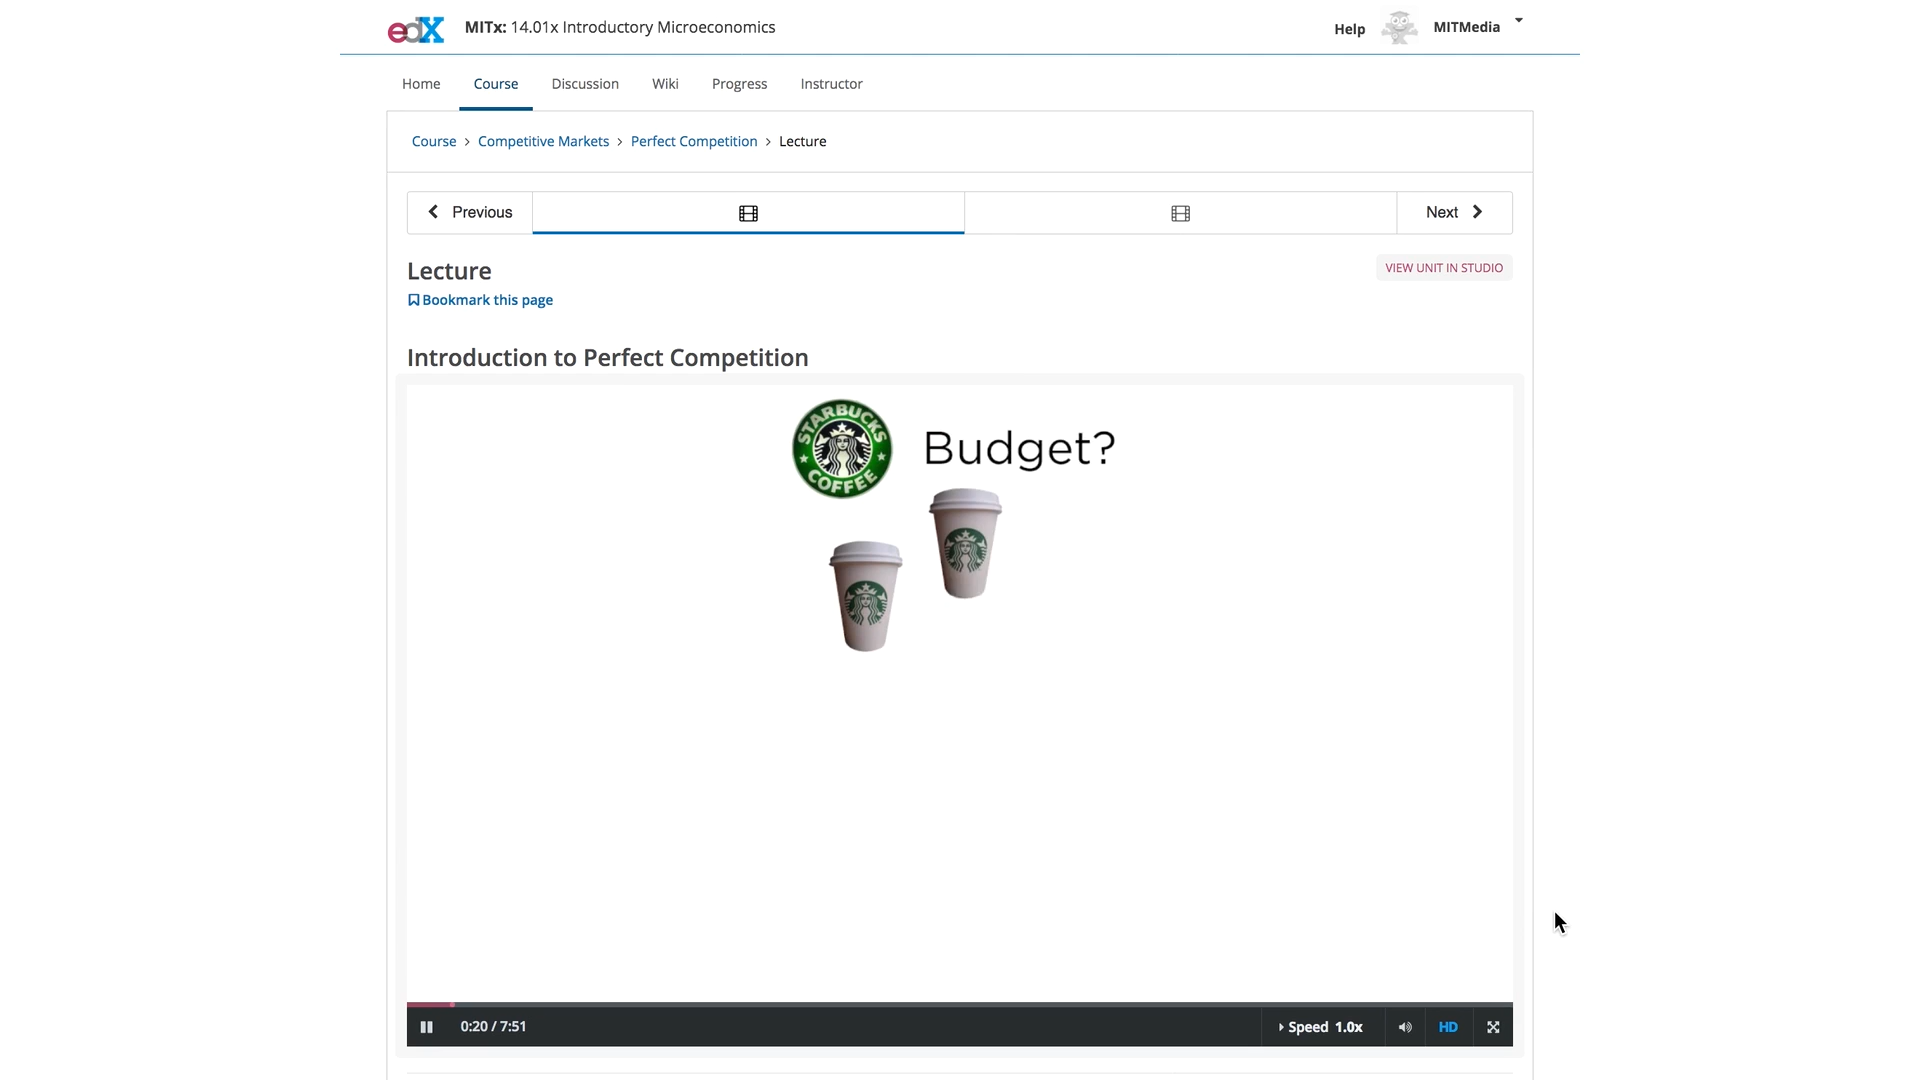 edX MITx: 14.01x Introductory Microeconomics Help MITMedia
Home Course Discussion Wiki Progress Instructor
Course > Competitive Markets > Perfect Competition > Lecture
Previous Next
Lecture
VIEW UNIT IN STUDIO
Bookmark this page
Introduction to Perfect Competition
STARBUCKS
COFFEE
Budget?
0:20 / 7:51 Speed 1.0x HD